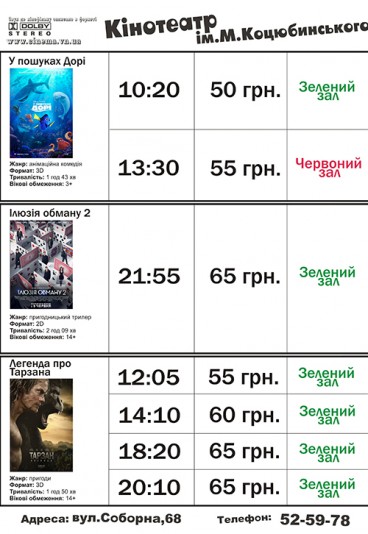 DOLBY
STEREO
www.cinema.vn.ua
Кінотеатр
ім.М.Коцюбинського
У пошуках Дорі
ДОРІ
Жанр: анімаційна комедія
Формат: 3D
Тривалість: 1 год 43 хв
Вікові обмеження: 3+
10:20 50 грн. Зелений зал
13:30 55 грн. Червоний зал
Ілюзія обману 2
ІЛЮЗІЯ ОБМАНУ 2
Жанр: пригодницький трилер
Формат: 2D
Тривалість: 2 год 09 хв
Вікові обмеження: 14+
21:55 65 грн. Зелений зал
Легенда про
Тарзана
ТАРЗАН
Жанр: пригоди
Формат: 3D
Тривалість: 1 год 50 хв
Вікові обмеження: 14+
12:05 55 грн. Зелений зал
14:10 60 грн. Зелений зал
18:20 65 грн. Зелений зал
20:10 65 грн. Зелений зал
Адреса: вул.Соборна,68 Телефон: 52-59-78